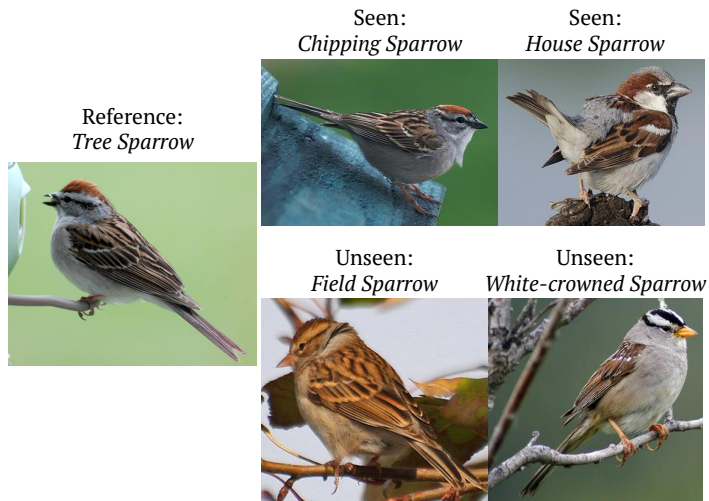 Seen:
Chipping Sparrow
Seen:
House Sparrow
Reference:
Tree Sparrow
Unseen:
Field Sparrow
Unseen:
White-crowned Sparrow